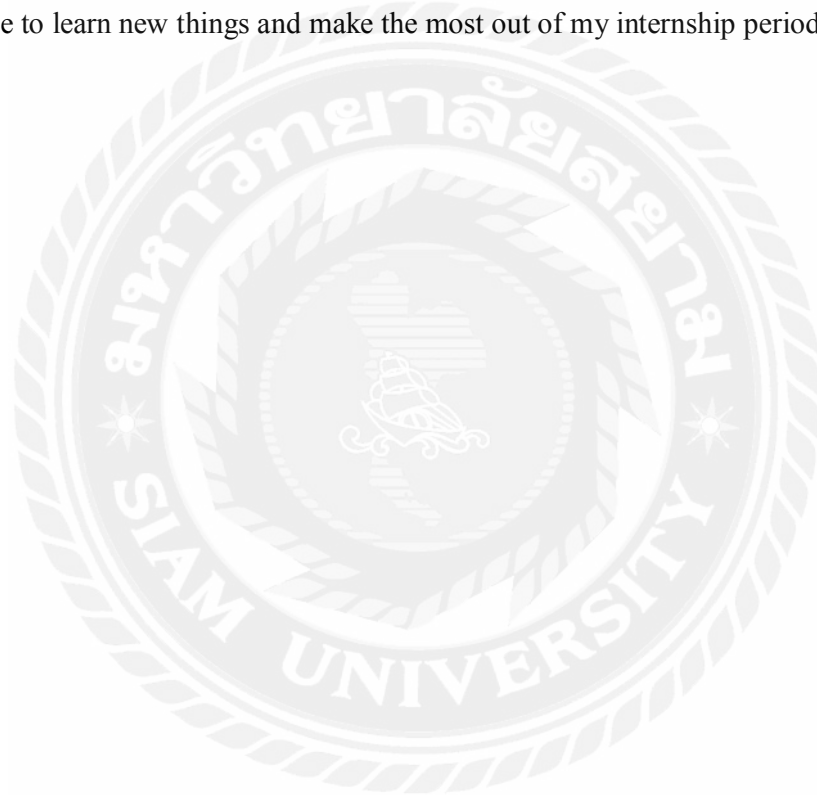 e to learn new things and make the most out of my internship period
มหาวิทยาลัยสยาม
SIAM UNIVERSITY